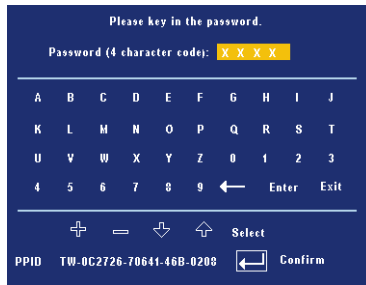 Please key in the password.
Password (4 character code): X X X X
A B C D E F G H I J
K L M N O P Q R S T
U V W X Y Z 0 1 2 3
4 5 6 7 8 9 ← Enter Exit
Select
PPID TW-0C2726-70641-46B-0208 Confirm